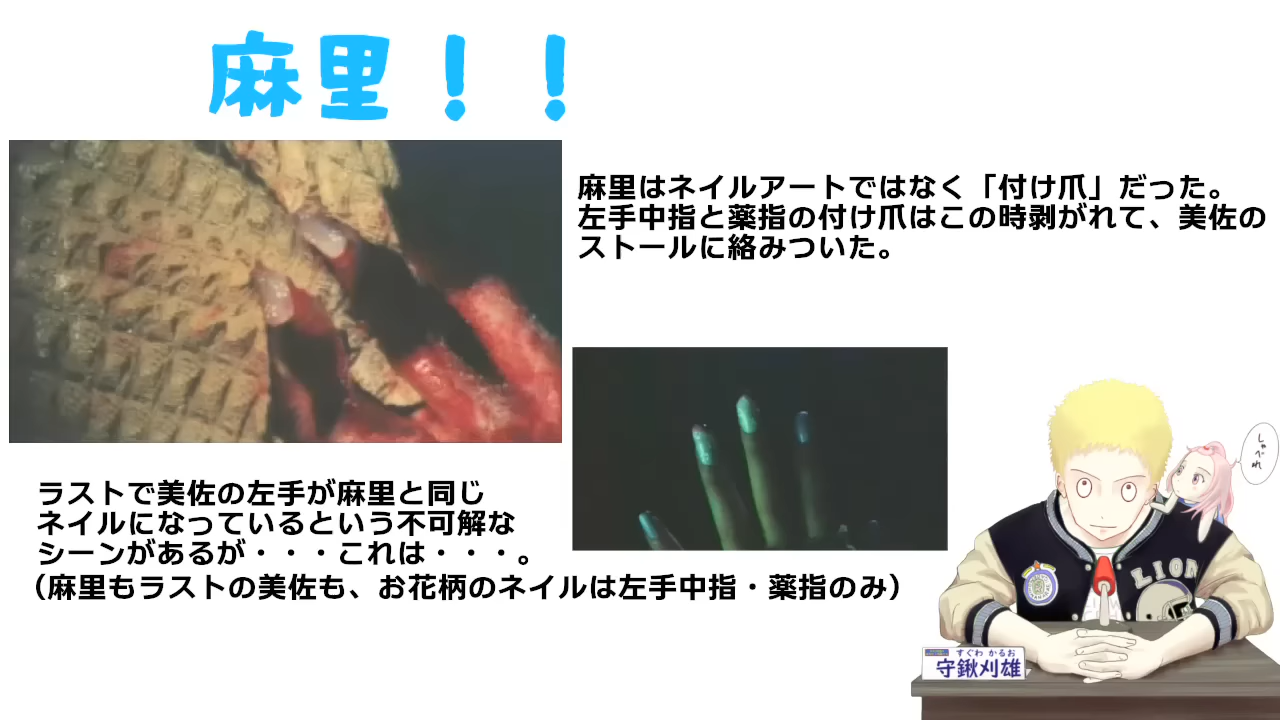 麻里！！
麻里はネイルアートではなく「付け爪」だった。
左手中指と薬指の付け爪はこの時剥がれて、美佐の
ストールに絡みついた。
ラストで美佐の左手が麻里と同じ
ネイルになっているという不可解な
シーンがあるが・・・これは・・・。
（麻里もラストの美佐も、お花柄のネイルは左手中指・薬指のみ）
しゃべれ
LION
すぐわ かるお
守鍬刈雄